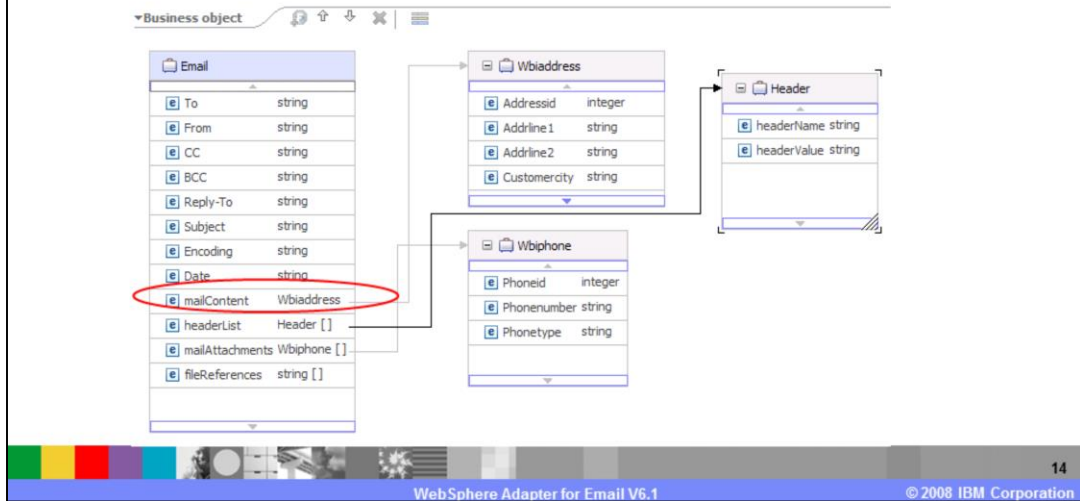 Business object
Email
To string
From string
CC string
BCC string
Reply-To string
Subject string
Encoding string
Date string
mailContent Wbiaddress
headerList Header [ ]
mailAttachments Wbiphone [ ]
fileReferences string [ ]
Wbiaddress
Addressid integer
Addrline1 string
Addrline2 string
Customercity string
Wbiphone
Phoneid integer
Phonenumber string
Phonetype string
Header
headerName string
headerValue string
14
WebSphere Adapter for Email V6.1 © 2008 IBM Corporation